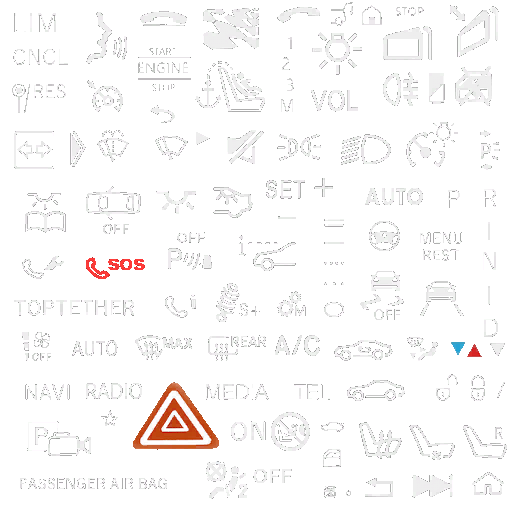 LIM
STOP
CNCL
START
ENGINE
STOP
1
2
3
RES
VOL
SET +
AUTO P R
OFF
OFF
MENU
REST
N
SOS
P
i
TOPTETHER
i
S+
M
OFF
I
D
OFF
AUTO
MAX
REAR
A/C
NAVI RADIO MEDIA TEL
P
ON
R
PASSENGER AIR BAG
OFF